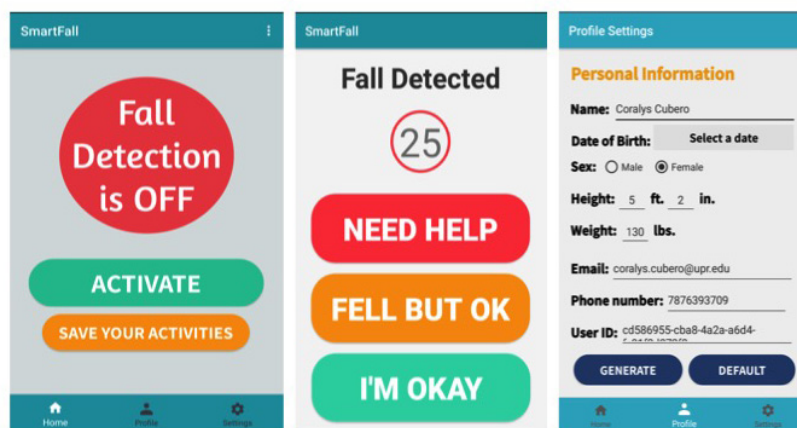 SmartFall
Fall
Detection
is OFF
ACTIVATE
SAVE YOUR ACTIVITIES
Home
Profile
Settings
SmartFall
Fall Detected
25
NEED HELP
FELL BUT OK
I'M OKAY
Profile Settings
Personal Information
Name: Coralys Cubero
Date of Birth: Select a date
Sex: Male Female
Height: 5 ft. 2 in.
Weight: 130 lbs.
Email: coralys.cubero@upr.edu
Phone number: 7876393709
User ID: cd586955-cba8-4a2a-a6d4-
GENERATE DEFAULT
Home
Profile
Settings